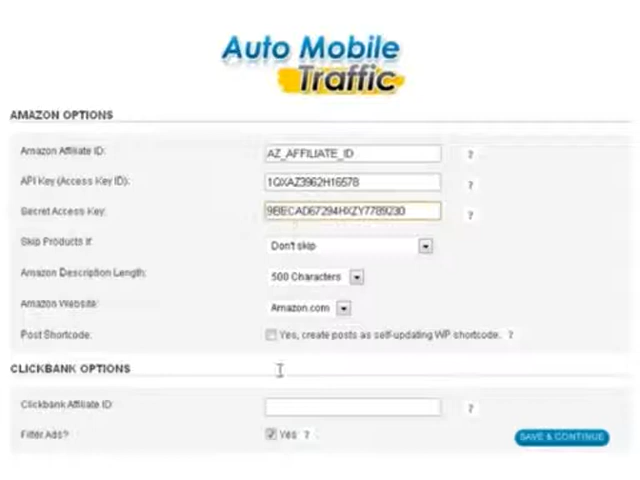 Auto Mobile
Traffic
AMAZON OPTIONS
Amazon Affiliate ID: AZ_AFFILIATE_ID ?
API Key (Access Key ID): 1QXAZ3962H16578 ?
Secret Access Key: 9BECAD67294HXZY7789230 ?
Skip Products if: Don't skip
Amazon Description Length: 500 Characters
Amazon Website: Amazon.com
Post Shortcode: Yes, create posts as self-updating WP shortcode. ?
CLICKBANK OPTIONS
Clickbank Affiliate ID: ?
Filter Ads? Yes ? SAVE & CONTINUE